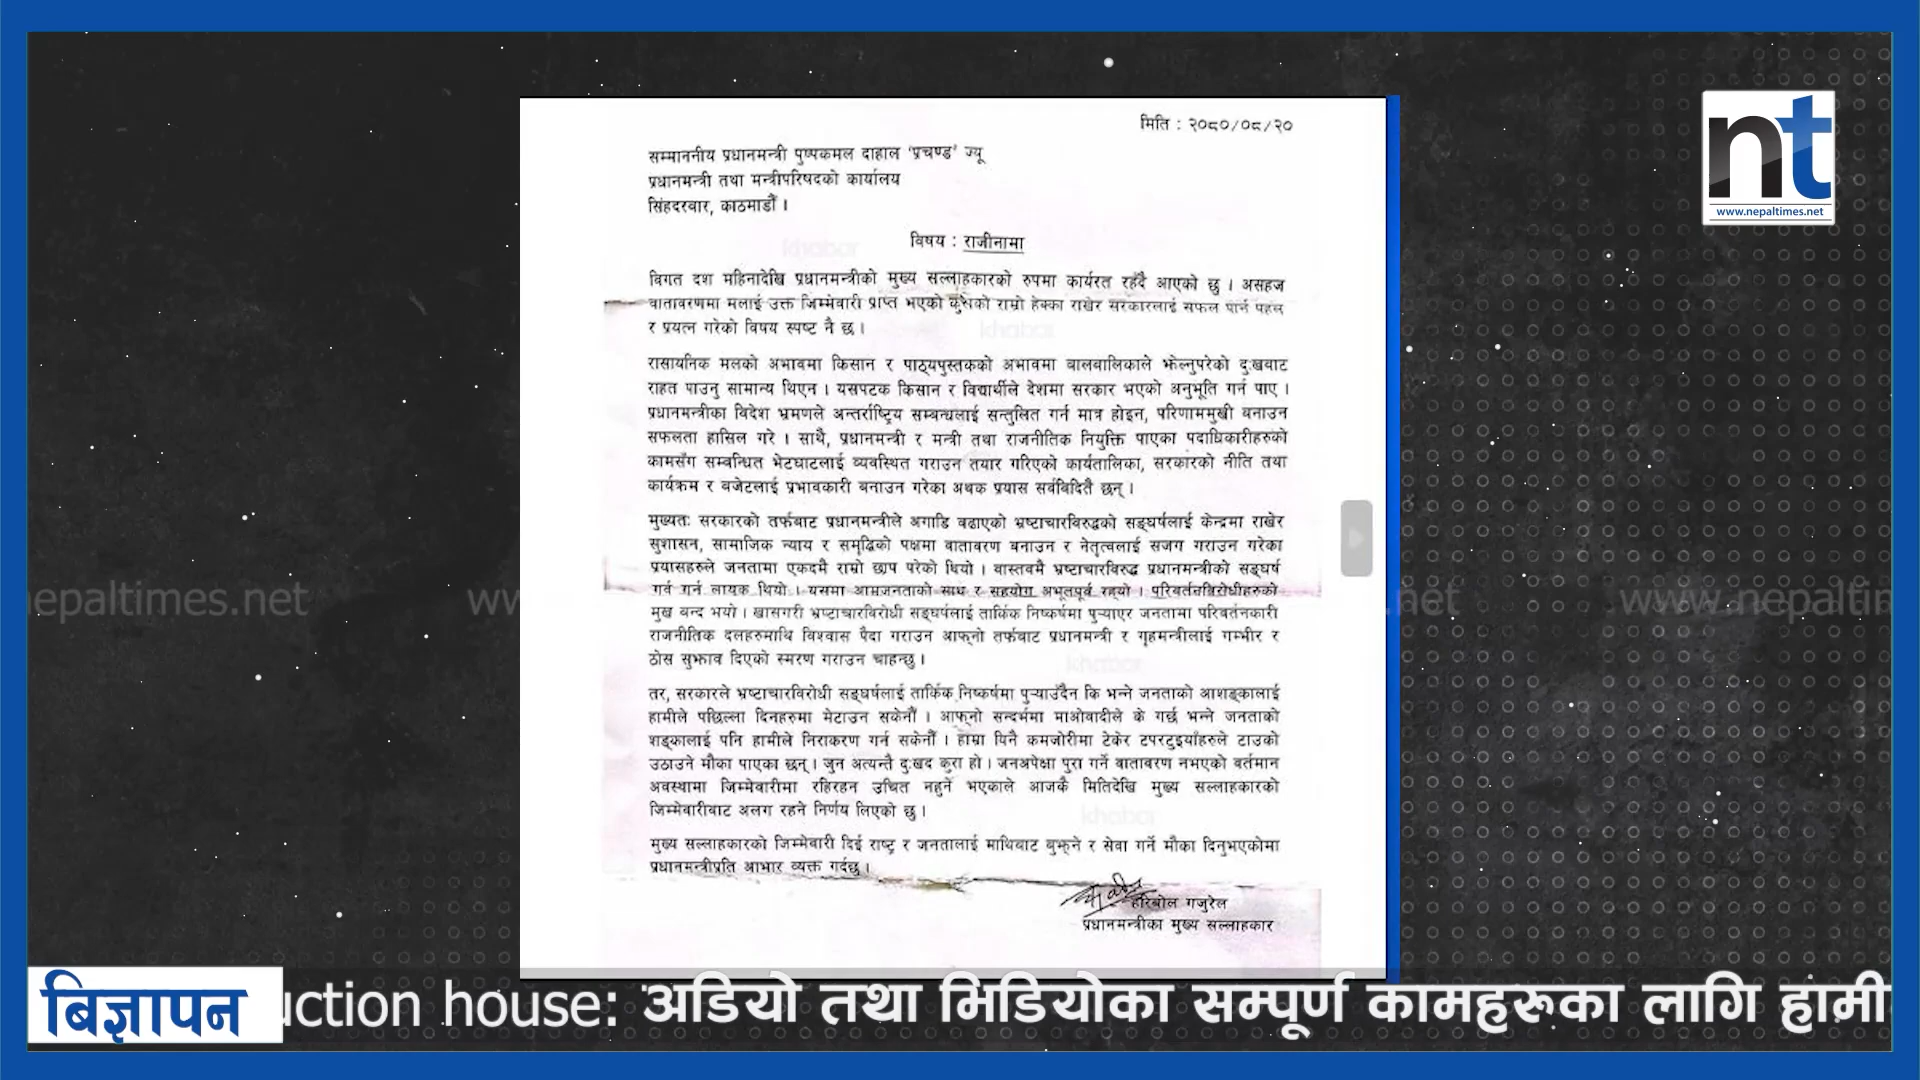 मिति : २०८०/०८/२०
nt
www.nepaltimes.net
सम्माननीय प्रधानमन्त्री पुष्पकमल दाहाल 'प्रचण्ड' ज्यू
प्रधानमन्त्री तथा मन्त्रीपरिषदको कार्यालय
सिंहदरवार, काठमाडौं ।
विषय : राजीनामा
विगत दश महिनादेखि प्रधानमन्त्रीको मुख्य सल्लाहकारको रुपमा कार्यरत रहँदै आएको छु । असहज
वातावरणमा मलाई उक्त जिम्मेवारी प्राप्त भएको कुराको राम्रो हेक्का राखेर सरकारलाई सफल पार्न पहल
र प्रयत्न गरेको विषय स्पष्ट नै छ ।
रासायनिक मलको अभावमा किसान र पाठ्यपुस्तकको अभावमा बालबालिकाले झेल्नुपरेको दुःखबाट
राहत पाउनु सामान्य थिएन । यसपटक किसान र विद्यार्थीले देशमा सरकार भएको अनुभूति गर्न पाए ।
प्रधानमन्त्रीका विदेश भ्रमणले अन्तर्राष्ट्रिय सम्बन्धलाई सन्तुलित गर्न मात्र होइन, परिणाममुखी बनाउन
सफलता हासिल गरे । साथै, प्रधानमन्त्री र मन्त्री तथा राजनीतिक नियुक्ति पाएका पदाधिकारीहरुको
कामसँग सम्बन्धित भेटघाटलाई व्यवस्थित गराउन तयार गरिएको कार्यतालिका, सरकारको नीति तथा
कार्यक्रम र बजेटलाई प्रभावकारी बनाउन गरेका अथक प्रयास सर्वविदितै छन् ।
मुख्यतः सरकारको तर्फबाट प्रधानमन्त्रीले अगाडि बढाएको भ्रष्टाचारविरुद्धको सङ्घर्षलाई केन्द्रमा राखेर
सुशासन, सामाजिक न्याय र समृद्धिको पक्षमा वातावरण बनाउन र नेतृत्वलाई सजग गराउन गरेका
प्रयासहरुले जनतामा एकदमै राम्रो छाप परेको थियो । वास्तवमै भ्रष्टाचारविरुद्ध प्रधानमन्त्रीको सङ्घर्ष
गर्व गर्न लायक थियो । यसमा आमजनताको साथ र सहयोग अभूतपूर्व रह्यो । परिवर्तनविरोधीहरुको
मुख बन्द भयो । खासगरी भ्रष्टाचारविरोधी सङ्घर्षलाई तार्किक निष्कर्षमा पुऱ्याएर जनतामा परिवर्तनकारी
राजनीतिक दलहरुमाथि विश्वास पैदा गराउन आफ्नो तर्फबाट प्रधानमन्त्री र गृहमन्त्रीलाई गम्भीर र
ठोस सुझाव दिएको स्मरण गराउन चाहन्छु ।
तर, सरकारले भ्रष्टाचारविरोधी सङ्घर्षलाई तार्किक निष्कर्षमा पुऱ्याउँदैन कि भन्ने जनताको आशङ्कालाई
हामीले पछिल्ला दिनहरुमा मेटाउन सकेनौं । आफ्नो सन्दर्भमा माओवादीले के गर्छ भन्ने जनताको
शङ्कालाई पनि हामीले निराकरण गर्न सकेनौं । हाम्रा यिनै कमजोरीमा टेकेर टपरटुइयाँहरुले टाउको
उठाउने मौका पाएका छन् । जुन अत्यन्तै दुःखद कुरा हो । जनअपेक्षा पुरा गर्ने वातावरण नभएको वर्तमान
अवस्थामा जिम्मेवारीमा रहिरहन उचित नहुने भएकाले आजकै मितिदेखि मुख्य सल्लाहकारको
जिम्मेवारीबाट अलग रहने निर्णय लिएको छु ।
मुख्य सल्लाहकारको जिम्मेवारी दिई राष्ट्र र जनतालाई माथिबाट बुझ्ने र सेवा गर्ने मौका दिनुभएकोमा
प्रधानमन्त्रीप्रति आभार व्यक्त गर्दछु ।
हरिबोल गजुरेल
प्रधानमन्त्रीका मुख्य सल्लाहकार
epaltimes.net
www.nepaltim
बिज्ञापन
uction house: अडियो तथा भिडियोका सम्पूर्ण कामहरूका लागि हामी